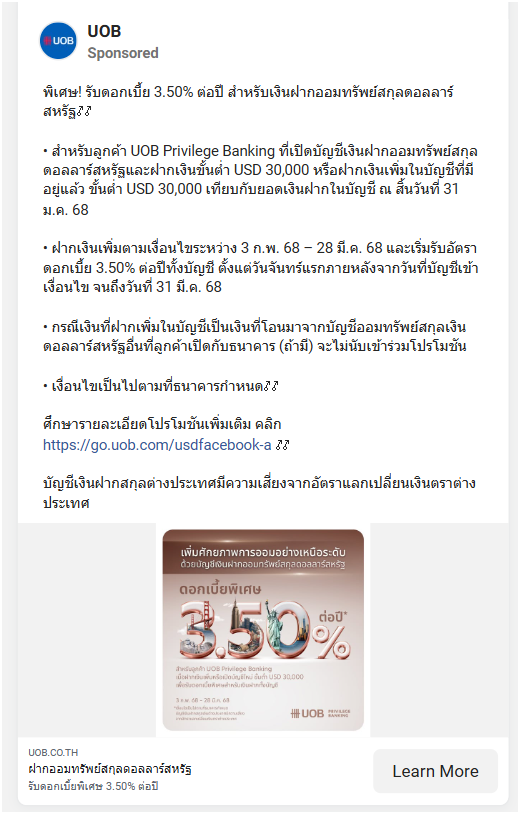 UOB
Sponsored
พิเศษ! รับดอกเบี้ย 3.50% ต่อปี สำหรับเงินฝากออมทรัพย์สกุลดอลลาร์
สหรัฐ
• สำหรับลูกค้า UOB Privilege Banking ที่เปิดบัญชีเงินฝากออมทรัพย์สกุล
ดอลลาร์สหรัฐและฝากเงินขั้นต่ำ USD 30,000 หรือฝากเงินเพิ่มในบัญชีที่มี
อยู่แล้ว ขั้นต่ำ USD 30,000 เทียบกับยอดเงินฝากในบัญชี ณ สิ้นวันที่ 31
ม.ค. 68
• ฝากเงินเพิ่มตามเงื่อนไขระหว่าง 3 ก.พ. 68 – 28 มี.ค. 68 และเริ่มรับอัตรา
ดอกเบี้ย 3.50% ต่อปีทั้งบัญชี ตั้งแต่วันจันทร์แรกภายหลังจากวันที่บัญชีเข้า
เงื่อนไข จนถึงวันที่ 31 มี.ค. 68
• กรณีเงินที่ฝากเพิ่มในบัญชีเป็นเงินที่โอนมาจากบัญชีออมทรัพย์สกุลเงิน
ดอลลาร์สหรัฐอื่นที่ลูกค้าเปิดกับธนาคาร (ถ้ามี) จะไม่นับเข้าร่วมโปรโมชัน
• เงื่อนไขเป็นไปตามที่ธนาคารกำหนด
ศึกษารายละเอียดโปรโมชันเพิ่มเติม คลิก
https://go.uob.com/usdfacebook-a
บัญชีเงินฝากสกุลต่างประเทศมีความเสี่ยงจากอัตราแลกเปลี่ยนเงินตราต่าง
ประเทศ
เพิ่มศักยภาพการออมอย่างเหนือระดับ
ด้วยบัญชีเงินฝากออมทรัพย์สกุลดอลลาร์สหรัฐ
ดอกเบี้ยพิเศษ
3.50%
ต่อปี*
สำหรับลูกค้า UOB Privilege Banking
เมื่อฝากเงินเพิ่มหรือเปิดบัญชีใหม่ ขั้นต่ำ USD 30,000
3 ก.พ. 68 – 28 มี.ค. 68
UOB
PRIVILEGE
BANKING
UOB.CO.TH
ฝากออมทรัพย์สกุลดอลลาร์สหรัฐ
รับดอกเบี้ยพิเศษ 3.50% ต่อปี
Learn More